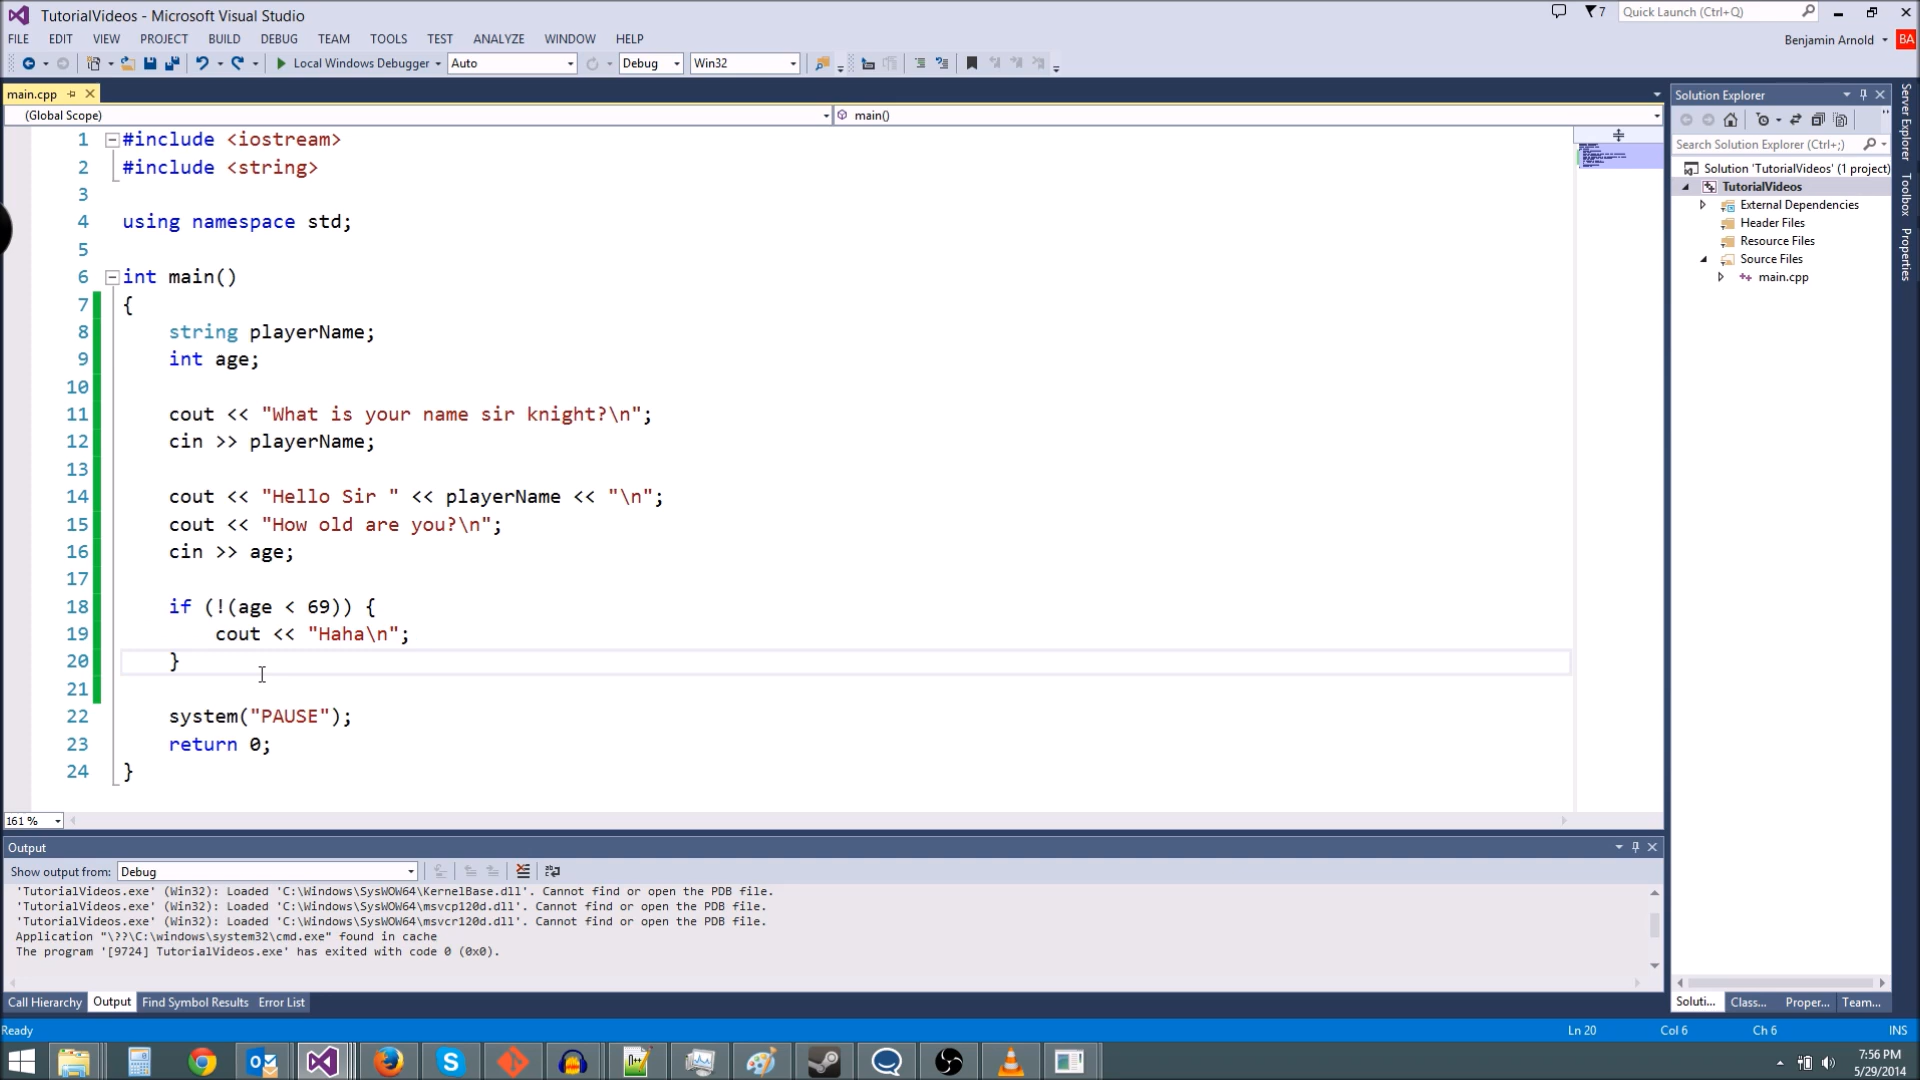 TutorialVideos - Microsoft Visual Studio
7
Quick Launch (Ctrl+Q)
FILE EDIT VIEW PROJECT BUILD DEBUG TEAM TOOLS TEST ANALYZE WINDOW HELP
Benjamin Arnold BA
Local Windows Debugger Auto Debug Win32
main.cpp
(Global Scope) main()
1 #include <iostream>
2 #include <string>
3
4 using namespace std;
5
6 int main()
7 {
8 string playerName;
9 int age;
10
11 cout << "What is your name sir knight?\n";
12 cin >> playerName;
13
14 cout << "Hello Sir " << playerName << "\n";
15 cout << "How old are you?\n";
16 cin >> age;
17
18 if (!(age < 69)) {
19 cout << "Haha\n";
20 }
21
22 system("PAUSE");
23 return 0;
24 }
161 %
Output
Show output from: Debug
'TutorialVideos.exe' (Win32): Loaded 'C:\Windows\SysWOW64\KernelBase.dll'. Cannot find or open the PDB file.
'TutorialVideos.exe' (Win32): Loaded 'C:\Windows\SysWOW64\msvcp120d.dll'. Cannot find or open the PDB file.
'TutorialVideos.exe' (Win32): Loaded 'C:\Windows\SysWOW64\msvcr120d.dll'. Cannot find or open the PDB file.
Application "\??\C:\windows\system32\cmd.exe" found in cache
The program '[9724] TutorialVideos.exe' has exited with code 0 (0x0).
Call Hierarchy Output Find Symbol Results Error List
Solution Explorer
Search Solution Explorer (Ctrl+;)
Solution 'TutorialVideos' (1 project)
TutorialVideos
External Dependencies
Header Files
Resource Files
Source Files
main.cpp
Soluti... Class... Proper... Team...
Server Explorer
Toolbox
Properties
Ready Ln 20 Col 6 Ch 6 INS
7:56 PM
5/29/2014